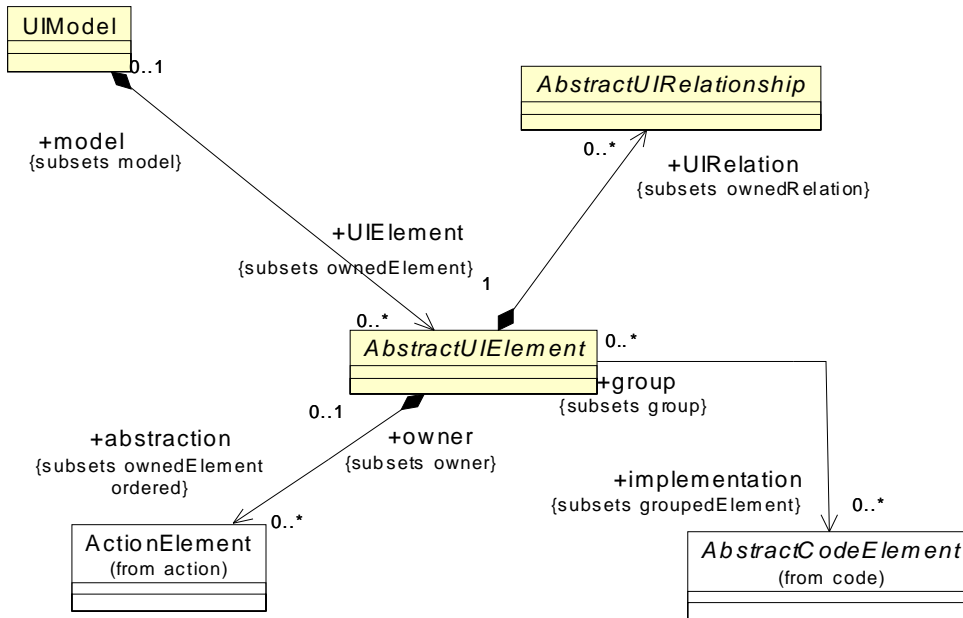 UIModel
0..1
AbstractUIRelationship
+model
{subsets model}
0..*
+UIRelation
{subsets ownedRelation}
+UIElement
{subsets ownedElement}
1
0..*
AbstractUIElement
0..*
+group
{subsets group}
0..1
+abstraction
{subsets ownedElement
ordered}
+owner
{subsets owner}
+implementation
{subsets groupedElement}
0..*
0..*
ActionElement
(from action)
AbstractCodeElement
(from code)